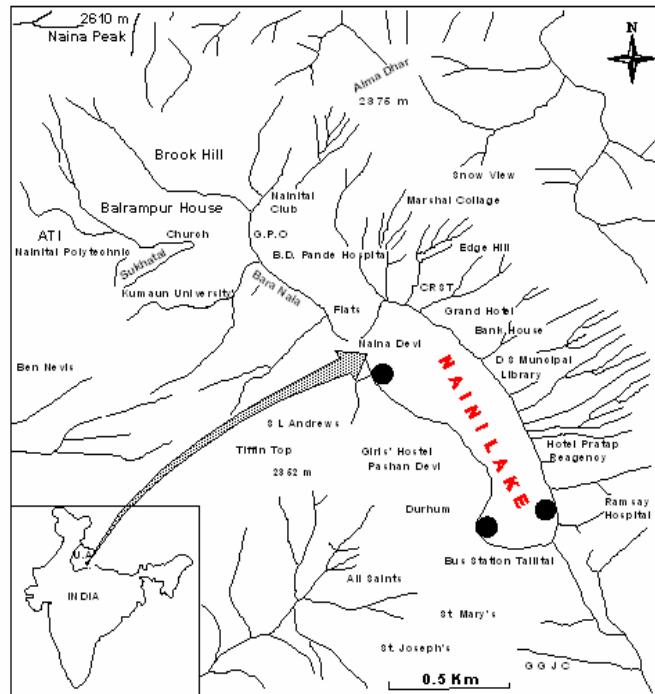 2610 m
Naina Peak
N
Alma Dhar
2375 m
Brook Hill
Snow View
Nainital
Club
Marshal Collage
Balrampur House
ATI
Church
G.P.O
Nainital Polytechnic
B.D. Pande Hospital
Edge Hill
Sukhatal
Kumaun University
Bara Nala
CRST
Flats
Grand Hotel
Bank House
Naina Devi
Ben Nevis
D S Muncipal
Library
NAINI LAKE
S L Andrews
Tiffin Top
2352 m
Girls' Hostel
Pashan Devi
Hotel Pratap
Reagency
Durhum
Ramsay
Hospital
U.A
INDIA
Bus Station Tallital
All Saints
St. Mary's
St. Joseph's
G G J C
0.5 Km